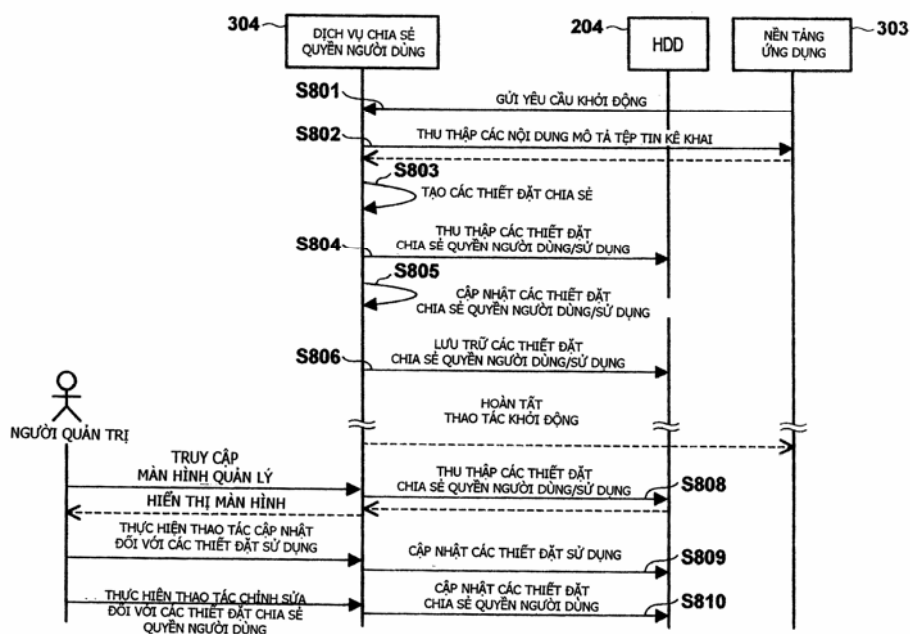 304
DỊCH VỤ CHIA SẺ
QUYỀN NGƯỜI DÙNG
204
HDD
303
NỀN TẢNG
ỨNG DỤNG
S801
GỬI YÊU CẦU KHỞI ĐỘNG
S802
THU THẬP CÁC NỘI DUNG MÔ TẢ TỆP TIN KÊ KHAI
S803
TẠO CÁC THIẾT ĐẶT CHIA SẺ
S804
THU THẬP CÁC THIẾT ĐẶT
CHIA SẺ QUYỀN NGƯỜI DÙNG/SỬ DỤNG
S805
CẬP NHẬT CÁC THIẾT ĐẶT
CHIA SẺ QUYỀN NGƯỜI DÙNG/SỬ DỤNG
S806
LƯU TRỮ CÁC THIẾT ĐẶT
CHIA SẺ QUYỀN NGƯỜI DÙNG/SỬ DỤNG
HOÀN TẤT
THAO TÁC KHỞI ĐỘNG
NGƯỜI QUẢN TRỊ
TRUY CẬP
MÀN HÌNH QUẢN LÝ
THU THẬP CÁC THIẾT ĐẶT
CHIA SẺ QUYỀN NGƯỜI DÙNG/SỬ DỤNG
S808
HIỂN THỊ MÀN HÌNH
THỰC HIỆN THAO TÁC CẬP NHẬT
ĐỐI VỚI CÁC THIẾT ĐẶT SỬ DỤNG
CẬP NHẬT CÁC THIẾT ĐẶT SỬ DỤNG
S809
THỰC HIỆN THAO TÁC CHỈNH SỬA
ĐỐI VỚI CÁC THIẾT ĐẶT CHIA SẺ
QUYỀN NGƯỜI DÙNG
CẬP NHẬT CÁC THIẾT ĐẶT
CHIA SẺ QUYỀN NGƯỜI DÙNG
S810